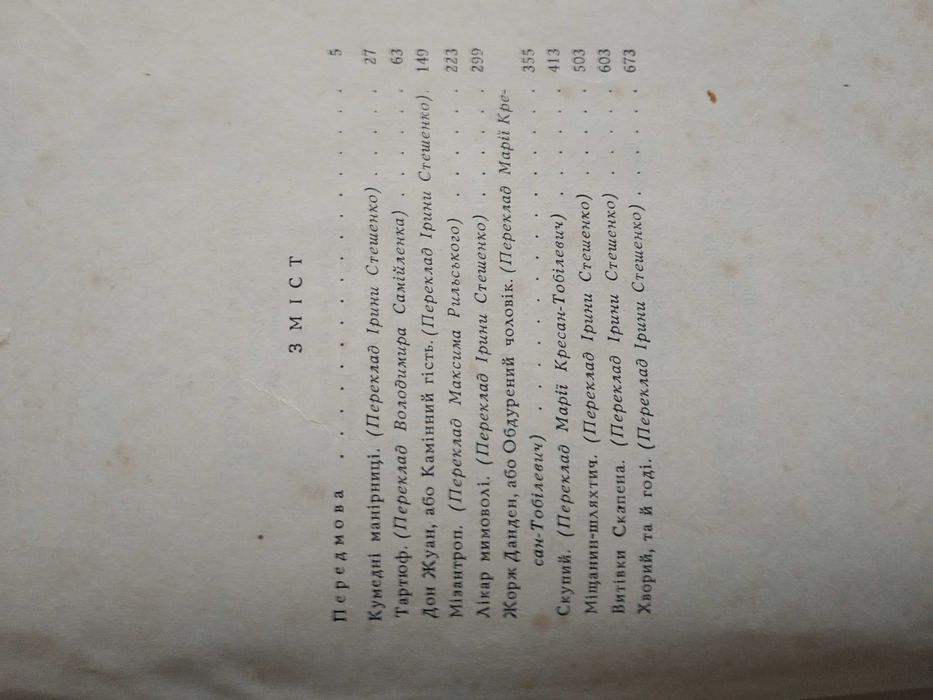 ЗМІСТ
Передмова . . . . . . . . . . . . . . 5
Кумедні манірниці. (Переклад Ірини Стешенко) . . . . 27
Тартюф. (Переклад Володимира Самійленка) . . . . . 63
Дон Жуан, або Камінний гість. (Переклад Ірини Стешенко). 149
Мізантроп. (Переклад Максима Рильського) . . . . . 223
Лікар мимоволі. (Переклад Ірини Стешенко) . . . . . 299
Жорж Данден, або Обдурений чоловік. (Переклад Марії Кре-
сан-Тобілевич) . . . . . . . . . . . . . 355
Скупий. (Переклад Марії Кресан-Тобілевич) . . . . . 413
Міщанин-шляхтич. (Переклад Ірини Стешенко) . . . . 503
Витівки Скапена. (Переклад Ірини Стешенко) . . . . 603
Хворий, та й годі. (Переклад Ірини Стешенко) . . . . . 673